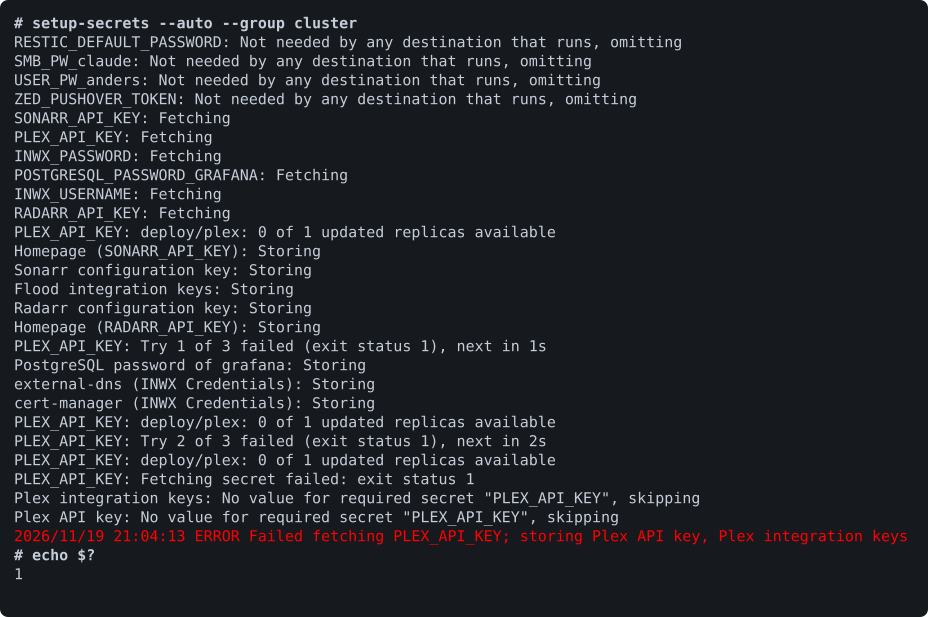 # setup-secrets --auto --group cluster
RESTIC_DEFAULT_PASSWORD: Not needed by any destination that runs, omitting
SMB_PW_claude: Not needed by any destination that runs, omitting
USER_PW_anders: Not needed by any destination that runs, omitting
ZED_PUSHOVER_TOKEN: Not needed by any destination that runs, omitting
SONARR_API_KEY: Fetching
PLEX_API_KEY: Fetching
INWX_PASSWORD: Fetching
POSTGRESQL_PASSWORD_GRAFANA: Fetching
INWX_USERNAME: Fetching
RADARR_API_KEY: Fetching
PLEX_API_KEY: deploy/plex: 0 of 1 updated replicas available
Homepage (SONARR_API_KEY): Storing
Sonarr configuration key: Storing
Flood integration keys: Storing
Radarr configuration key: Storing
Homepage (RADARR_API_KEY): Storing
PLEX_API_KEY: Try 1 of 3 failed (exit status 1), next in 1s
PostgreSQL password of grafana: Storing
external-dns (INWX Credentials): Storing
cert-manager (INWX Credentials): Storing
PLEX_API_KEY: deploy/plex: 0 of 1 updated replicas available
PLEX_API_KEY: Try 2 of 3 failed (exit status 1), next in 2s
PLEX_API_KEY: deploy/plex: 0 of 1 updated replicas available
PLEX_API_KEY: Fetching secret failed: exit status 1
Plex integration keys: No value for required secret "PLEX_API_KEY", skipping
Plex API key: No value for required secret "PLEX_API_KEY", skipping
2026/11/19 21:04:13 ERROR Failed fetching PLEX_API_KEY; storing Plex API key, Plex integration keys
# echo $?
1